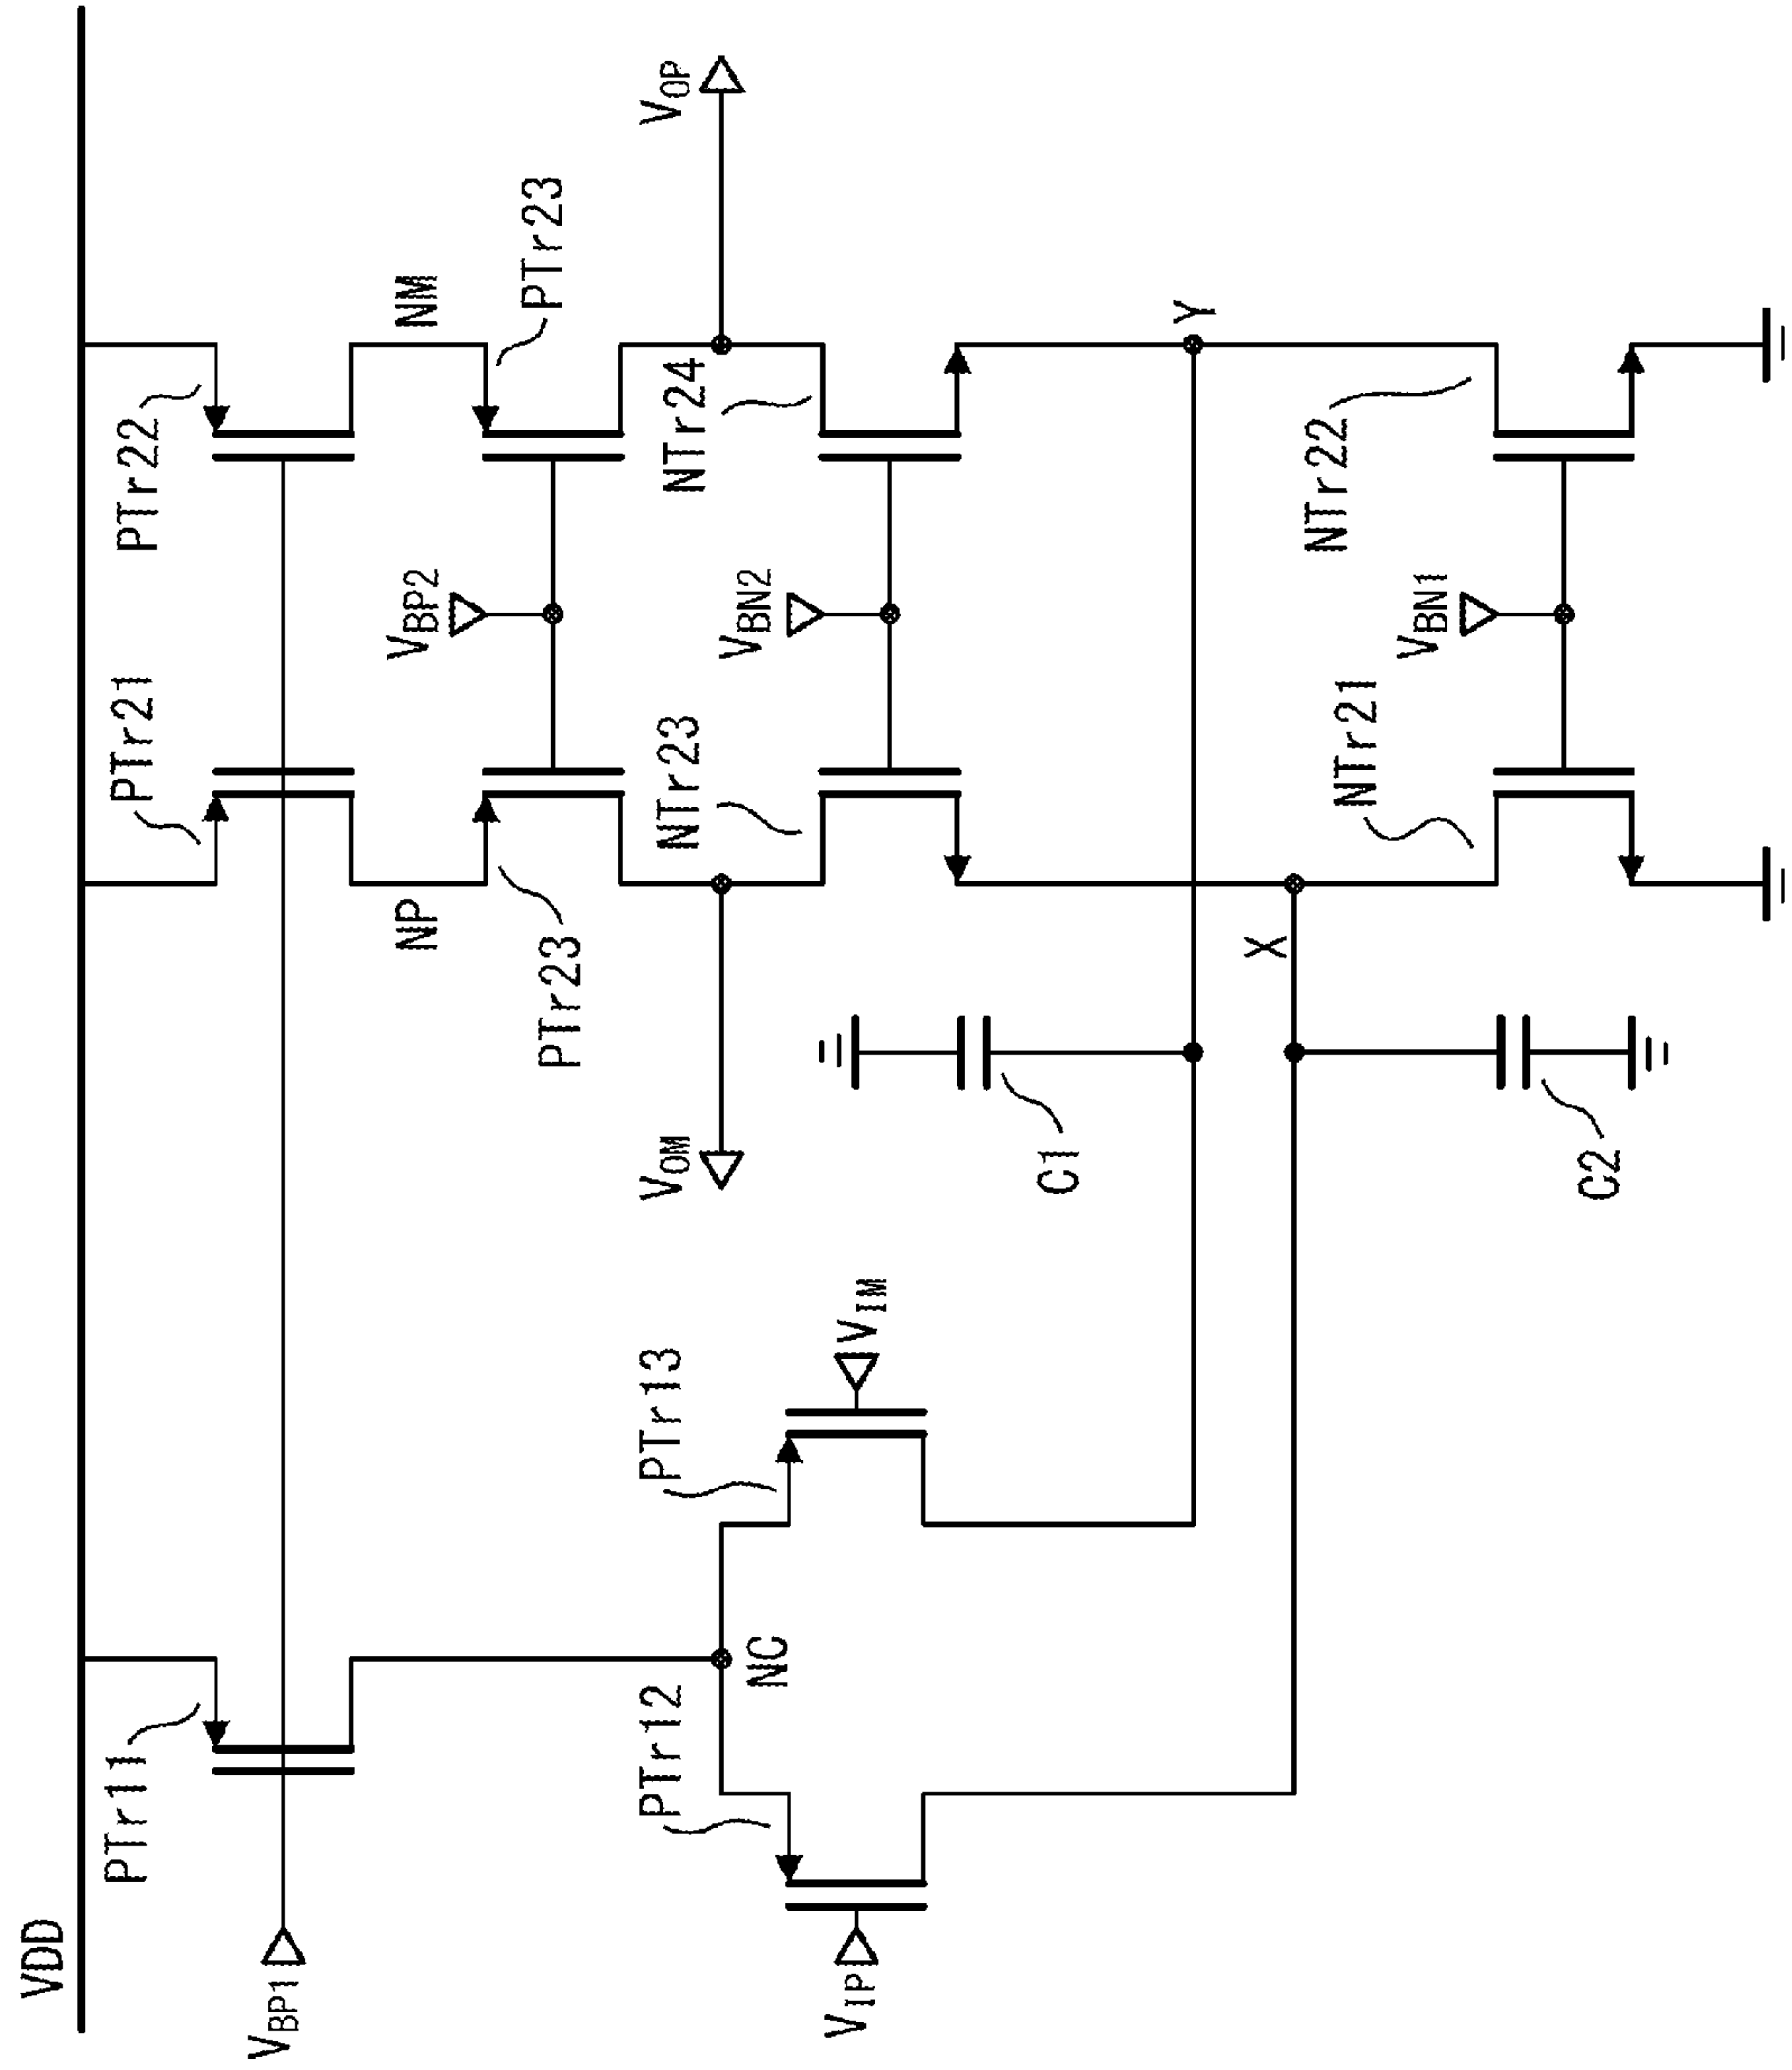 VDD
VBP1
PTr11
PTr21
PTr22
NP
NM
VBP2
PTr23
PTr23
VOM
VOP
NTr23
NTr24
VBN2
PTr12
PTr13
NC
VIP
VIM
C1
Y
X
C2
NTr21
NTr22
VBN1